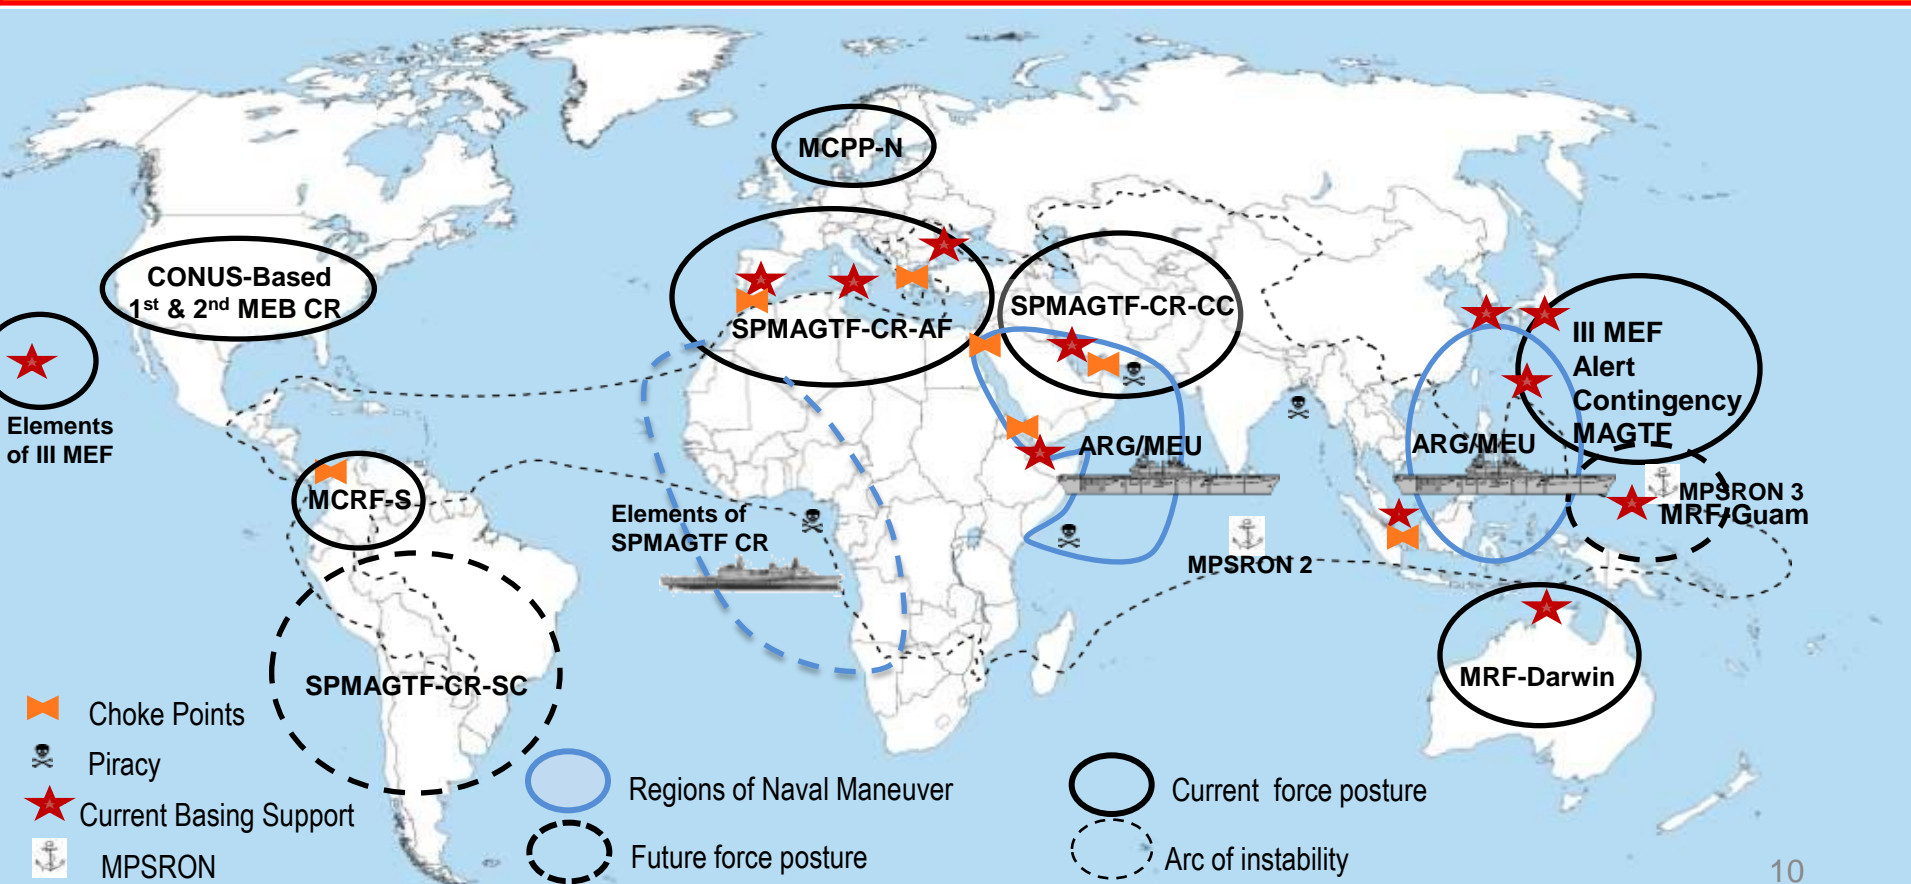 MCPP-N
CONUS-Based
1st & 2nd MEB CR
SPMAGTF-CR-AF
SPMAGTF-CR-CC
III MEF
Alert
Contingency
MAGTF
Elements
of III MEF
MCRF-S
ARG/MEU
ARG/MEU
Elements of
SPMAGTF CR
MPSRON 3
MRF-Guam
MPSRON 2
MRF-Darwin
SPMAGTF-CR-SC
Choke Points
Piracy
Current Basing Support
MPSRON
Regions of Naval Maneuver
Future force posture
Current force posture
Arc of instability
10